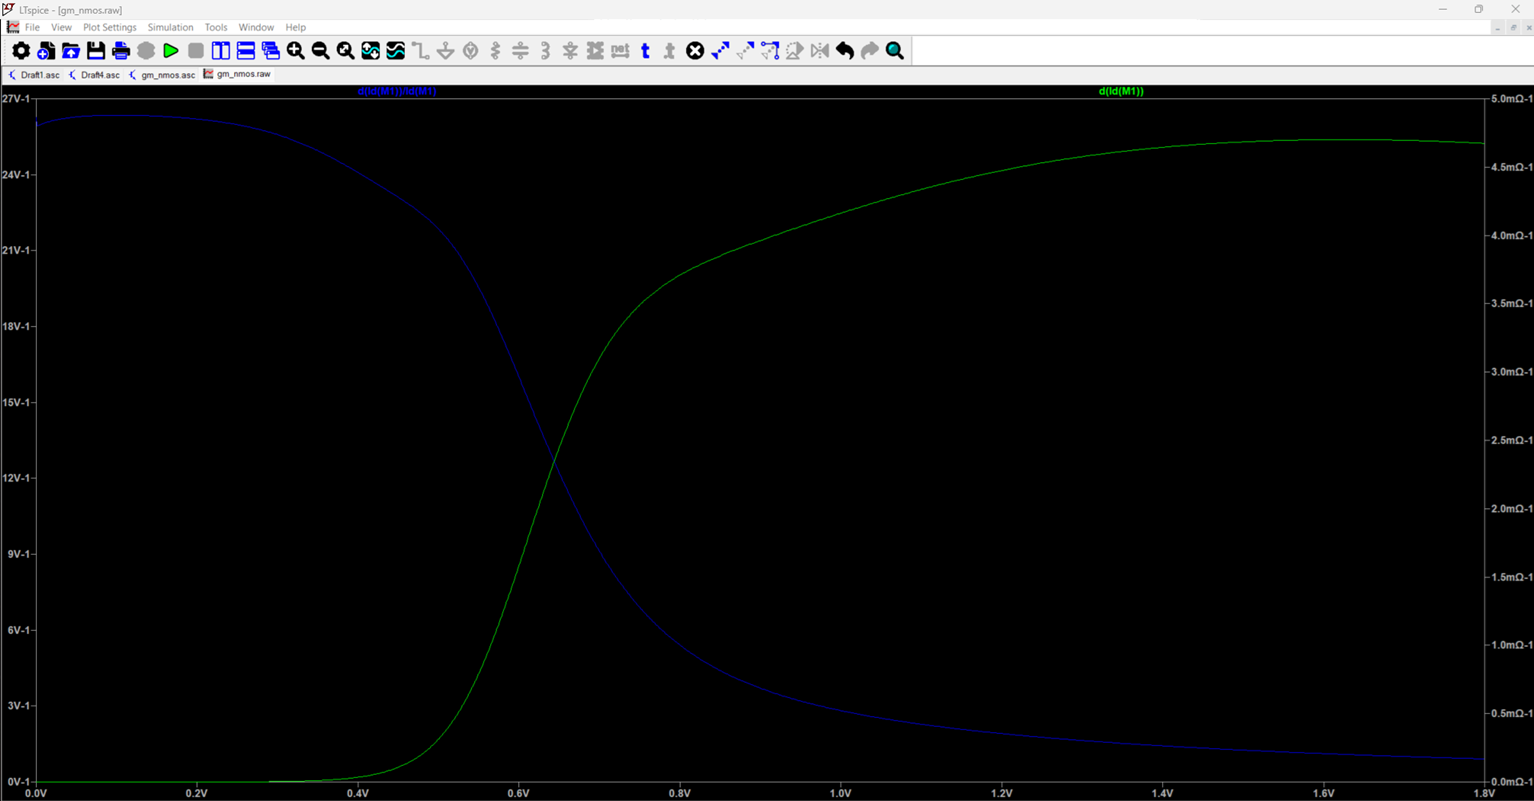 LTspice - [gm_nmos.raw]
File View Plot Settings Simulation Tools Window Help
net t t
Draft1.asc Draft4.asc gm_nmos.asc gm_nmos.raw
d(Id(M1))/Id(M1) d(Id(M1))
27V-1 5.0mΩ-1
24V-1 4.5mΩ-1
21V-1 4.0mΩ-1
18V-1 3.5mΩ-1
15V-1 3.0mΩ-1
12V-1 2.5mΩ-1
9V-1 2.0mΩ-1
6V-1 1.5mΩ-1
3V-1 1.0mΩ-1
0V-1 0.5mΩ-1
0.0mΩ-1
0.0V 0.2V 0.4V 0.6V 0.8V 1.0V 1.2V 1.4V 1.6V 1.8V